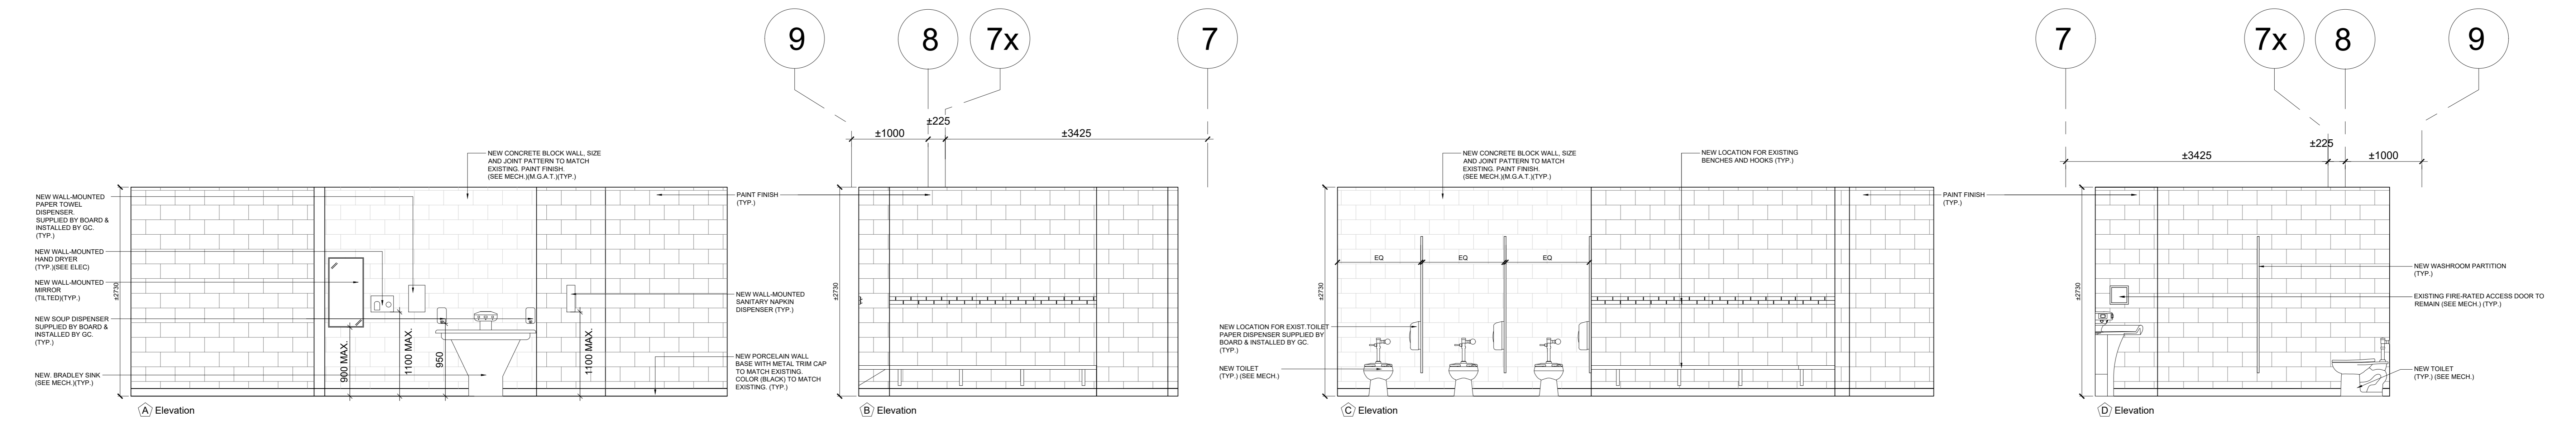 9
8
7x
7
7
7x
8
9
±225
±1000
±3425
±225
±3425
±1000
NEW CONCRETE BLOCK WALL, SIZE
AND JOINT PATTERN TO MATCH
EXISTING. PAINT FINISH.
(SEE MECH.)(M.G.A.T.)(TYP.)
NEW WALL-MOUNTED
PAPER TOWEL
DISPENSER.
SUPPLIED BY BOARD &
INSTALLED BY GC.
(TYP.)
NEW WALL-MOUNTED
HAND DRYER
(TYP.)(SEE ELEC)
NEW WALL-MOUNTED
MIRROR
(TILTED)(TYP.)
NEW SOUP DISPENSER
SUPPLIED BY BOARD &
INSTALLED BY GC.
(TYP.)
NEW. BRADLEY SINK
(SEE MECH.)(TYP.)
±2730
900 MAX.
1100 MAX.
950
1100 MAX.
A Elevation
PAINT FINISH
(TYP.)
NEW WALL-MOUNTED
SANITARY NAPKIN
DISPENSER (TYP.)
NEW PORCELAIN WALL
BASE WITH METAL TRIM CAP
TO MATCH EXISTING.
COLOR (BLACK) TO MATCH
EXISTING. (TYP.)
±2730
B Elevation
NEW CONCRETE BLOCK WALL, SIZE
AND JOINT PATTERN TO MATCH
EXISTING. PAINT FINISH.
(SEE MECH.)(M.G.A.T.)(TYP.)
NEW LOCATION FOR EXISTING
BENCHES AND HOOKS (TYP.)
EQ
EQ
EQ
±2730
NEW LOCATION FOR EXIST.TOILET
PAPER DISPENSER SUPPLIED BY
BOARD & INSTALLED BY GC.
(TYP.)
NEW TOILET
(TYP.) (SEE MECH.)
C Elevation
PAINT FINISH
(TYP.)
±2730
NEW WASHROOM PARTITION
(TYP.)
EXISTING FIRE-RATED ACCESS DOOR TO
REMAIN (SEE MECH.) (TYP.)
NEW TOILET
(TYP.) (SEE MECH.)
D Elevation